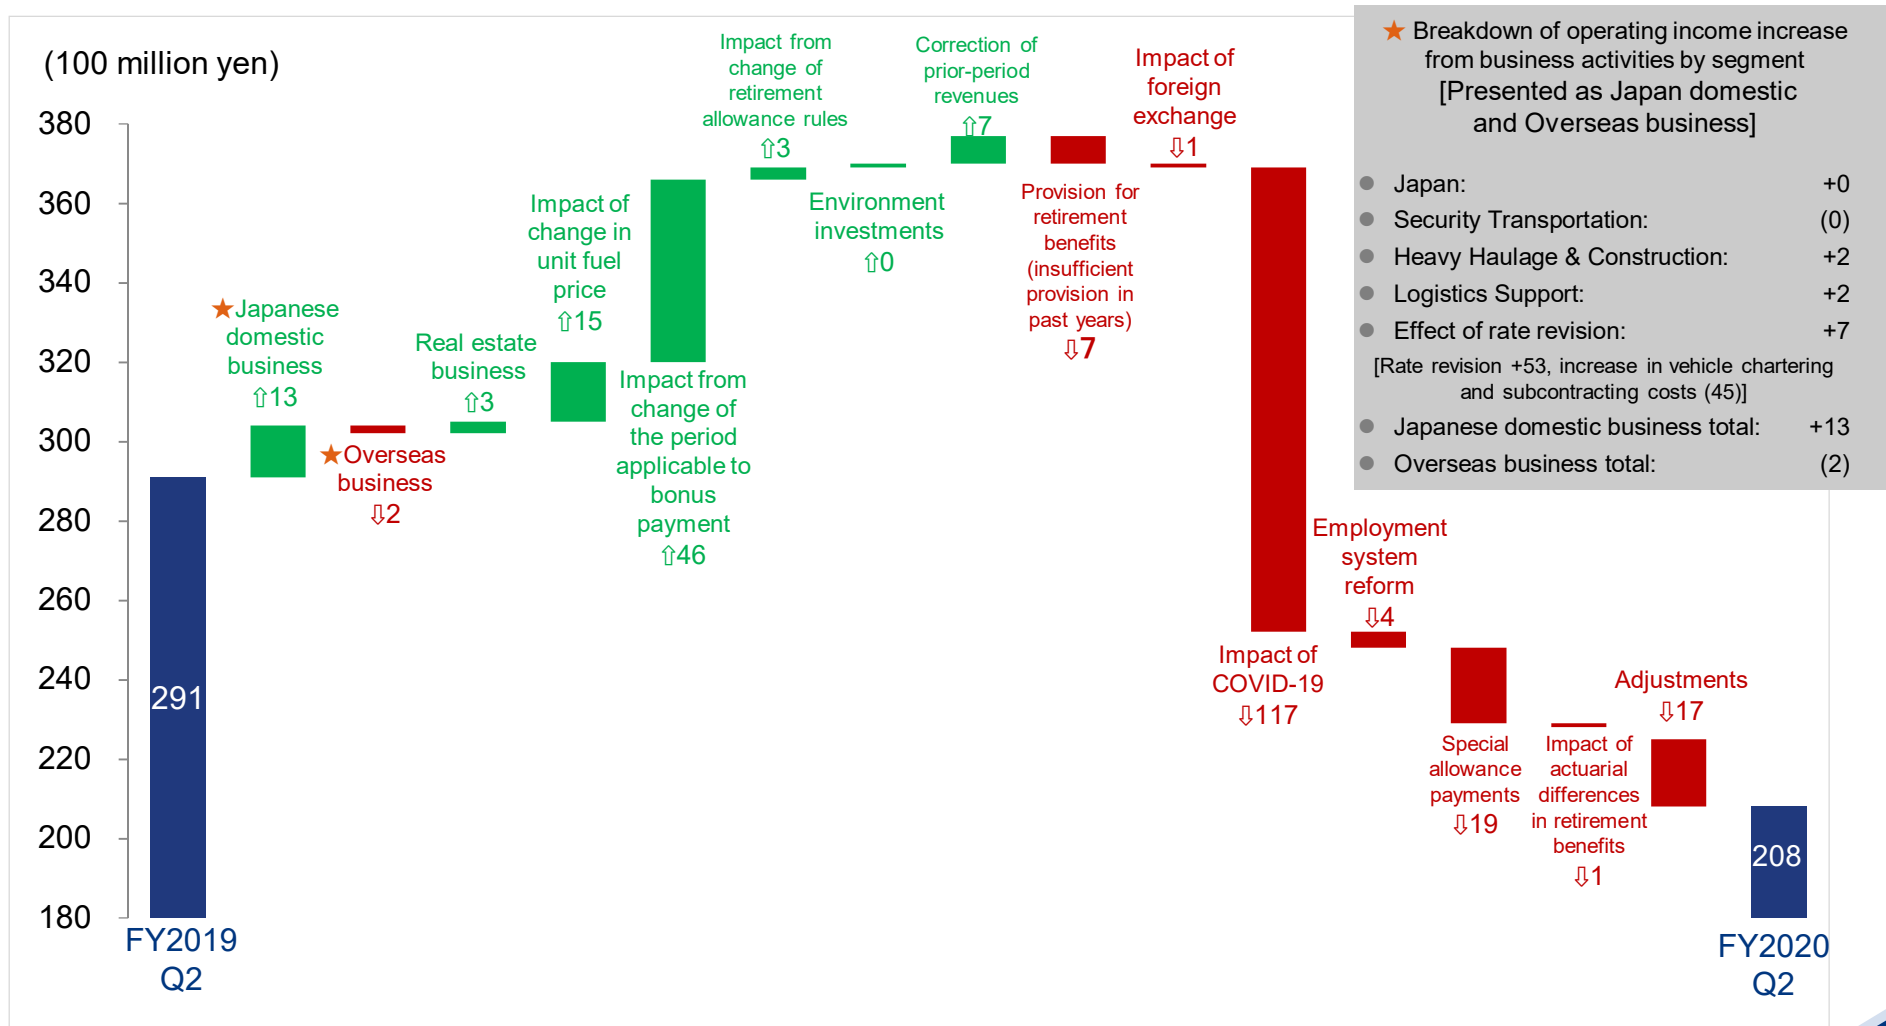 (100 million yen)
380
360
340
320
300
280
260
240
220
200
180
291
FY2019
Q2
★Japanese
domestic
business
⇧13
★Overseas
business
⇩2
Real estate
business
⇧3
Impact of
change in
unit fuel
price
⇧15
Impact from
change of
the period
applicable to
bonus
payment
⇧46
Impact from
change of
retirement
allowance rules
⇧3
Environment
investments
⇧0
Correction of
prior-period
revenues
⇧7
Provision for
retirement
benefits
(insufficient
provision in
past years)
⇩7
Impact of
foreign
exchange
⇩1
Impact of
COVID-19
⇩117
Employment
system
reform
⇩4
Special
allowance
payments
⇩19
Impact of
actuarial
differences
in retirement
benefits
⇩1
Adjustments
⇩17
208
FY2020
Q2
★ Breakdown of operating income increase
from business activities by segment
[Presented as Japan domestic
and Overseas business]
● Japan: +0
● Security Transportation: (0)
● Heavy Haulage & Construction: +2
● Logistics Support: +2
● Effect of rate revision: +7
[Rate revision +53, increase in vehicle chartering
and subcontracting costs (45)]
● Japanese domestic business total: +13
● Overseas business total: (2)